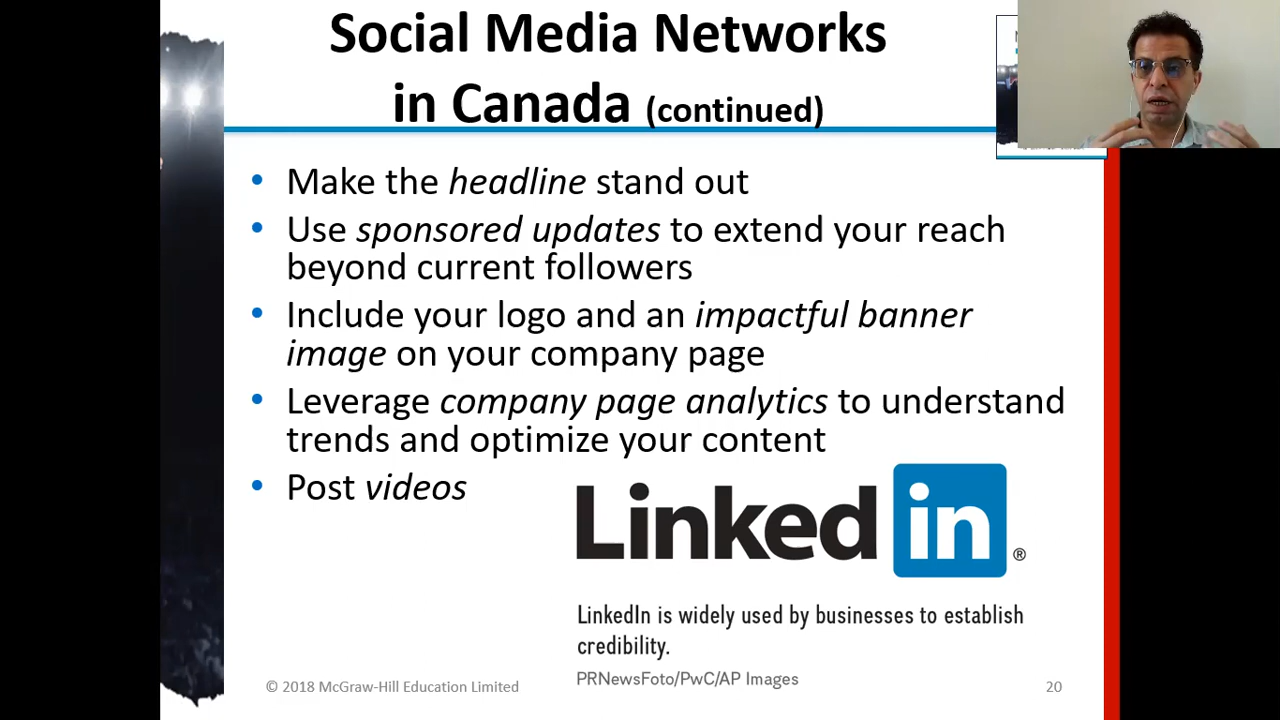 Social Media Networks
in Canada (continued)
• Make the headline stand out
• Use sponsored updates to extend your reach
beyond current followers
• Include your logo and an impactful banner
image on your company page
• Leverage company page analytics to understand
trends and optimize your content
• Post videos
Linked in ®
LinkedIn is widely used by businesses to establish
credibility.
PRNewsFoto/PwC/AP Images
© 2018 McGraw-Hill Education Limited
20